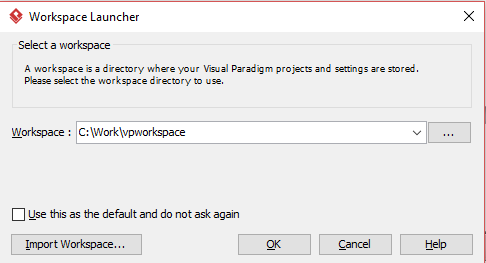 Workspace Launcher
Select a workspace
A workspace is a directory where your Visual Paradigm projects and settings are stored.
Please select the workspace directory to use.
Workspace : C:\Work\vpworkspace ...
Use this as the default and do not ask again
Import Workspace... OK Cancel Help